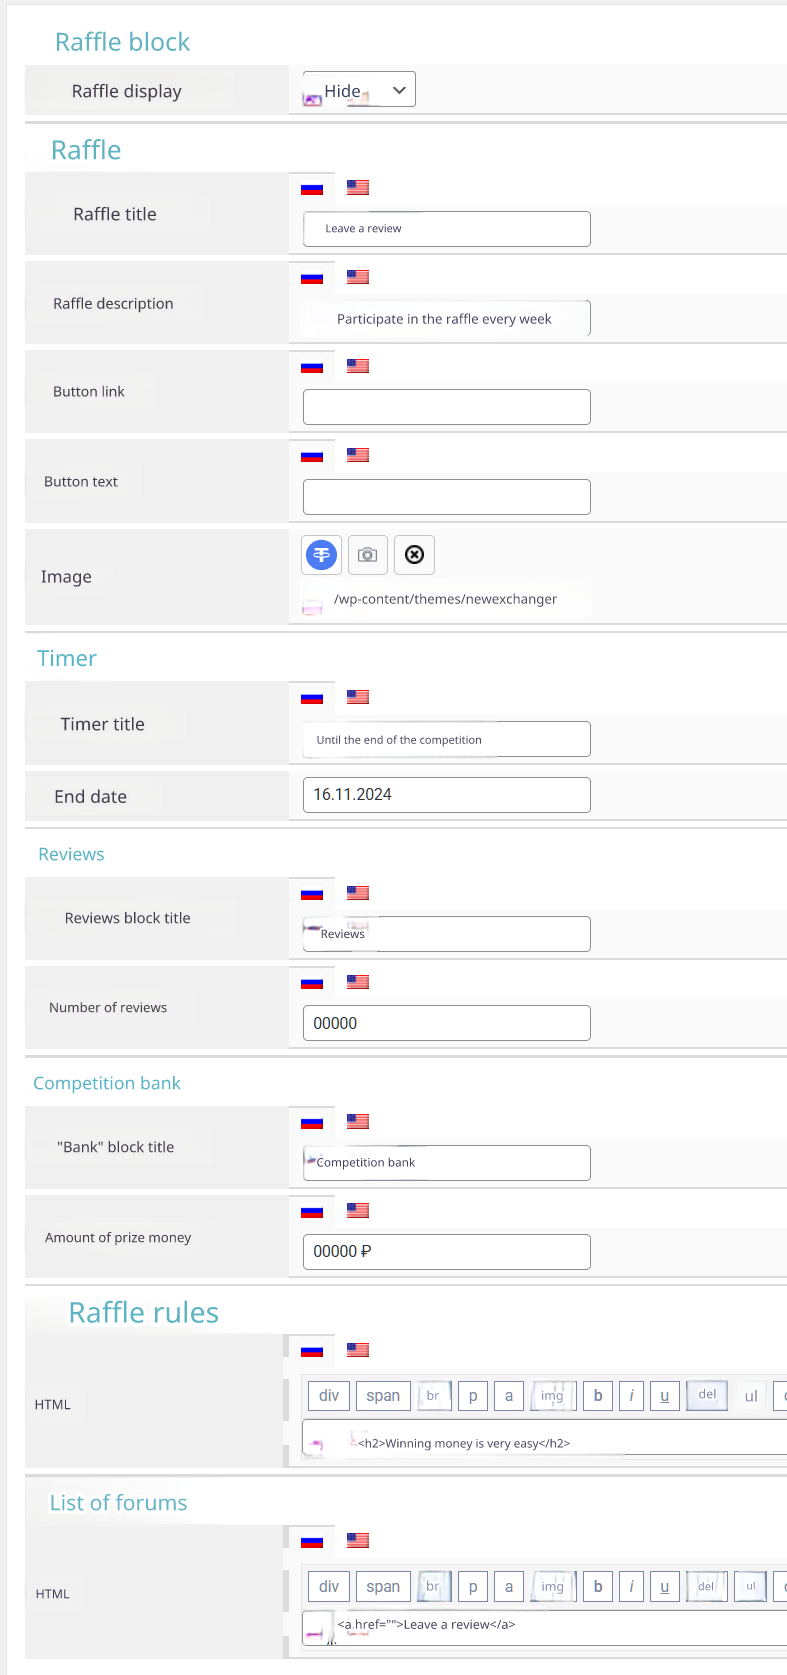 Raffle block
Raffle display
Hide
Raffle
Raffle title
Leave a review
Raffle description
Participate in the raffle every week
Button link
Button text
Image
/wp-content/themes/newexchanger
Timer
Timer title
Until the end of the competition
End date
16.11.2024
Reviews
Reviews block title
Reviews
Number of reviews
00000
Competition bank
"Bank" block title
Competition bank
Amount of prize money
00000 ₽
Raffle rules
HTML
div span br p a img b i u del ul
<h2>Winning money is very easy</h2>
List of forums
HTML
div span br p a img b i u del ul
<a.href="">Leave a review</a>